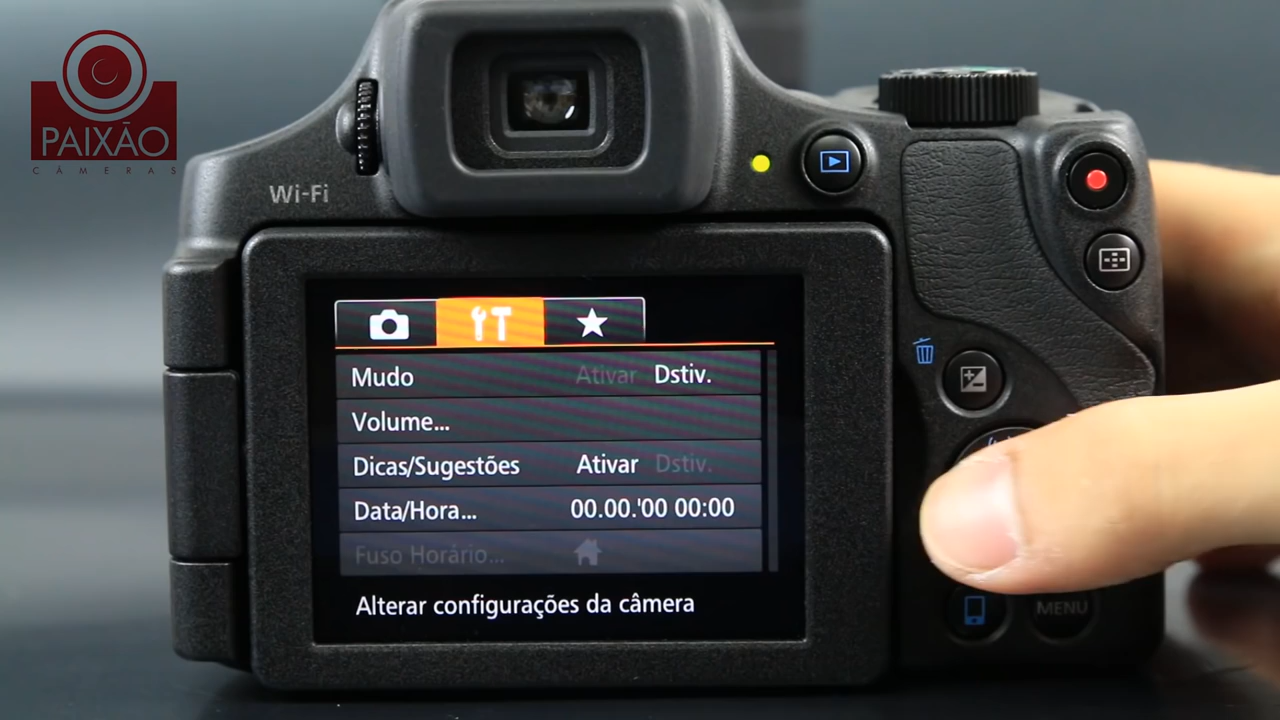 PAIXÃO
CÂMERAS
Wi-Fi
Mudo Ativar Dstiv.
Volume...
Dicas/Sugestões Ativar Dstiv.
Data/Hora... 00.00.'00 00:00
Fuso Horário...
Alterar configurações da câmera
MENU